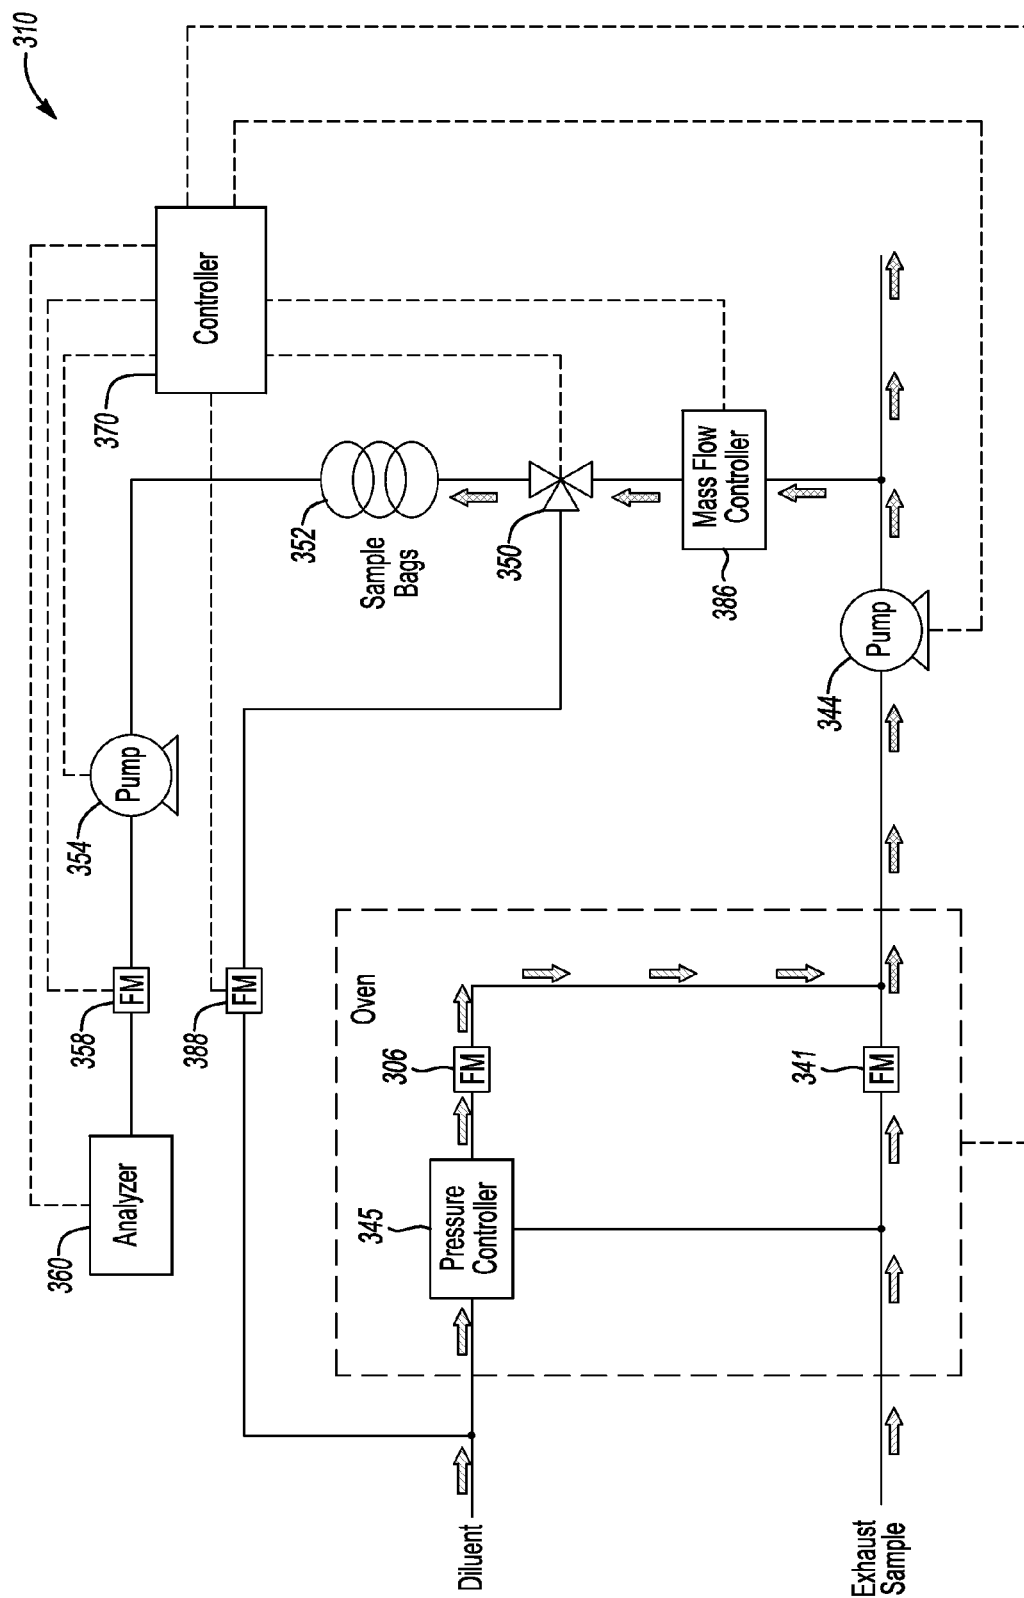 310
Controller
370
352
Sample
Bags
350
Mass Flow
Controller
386
Pump
344
Pump
354
FM
358
FM
388
Oven
306
FM
341
FM
Analyzer
360
345
Pressure
Controller
Diluent
Exhaust
Sample